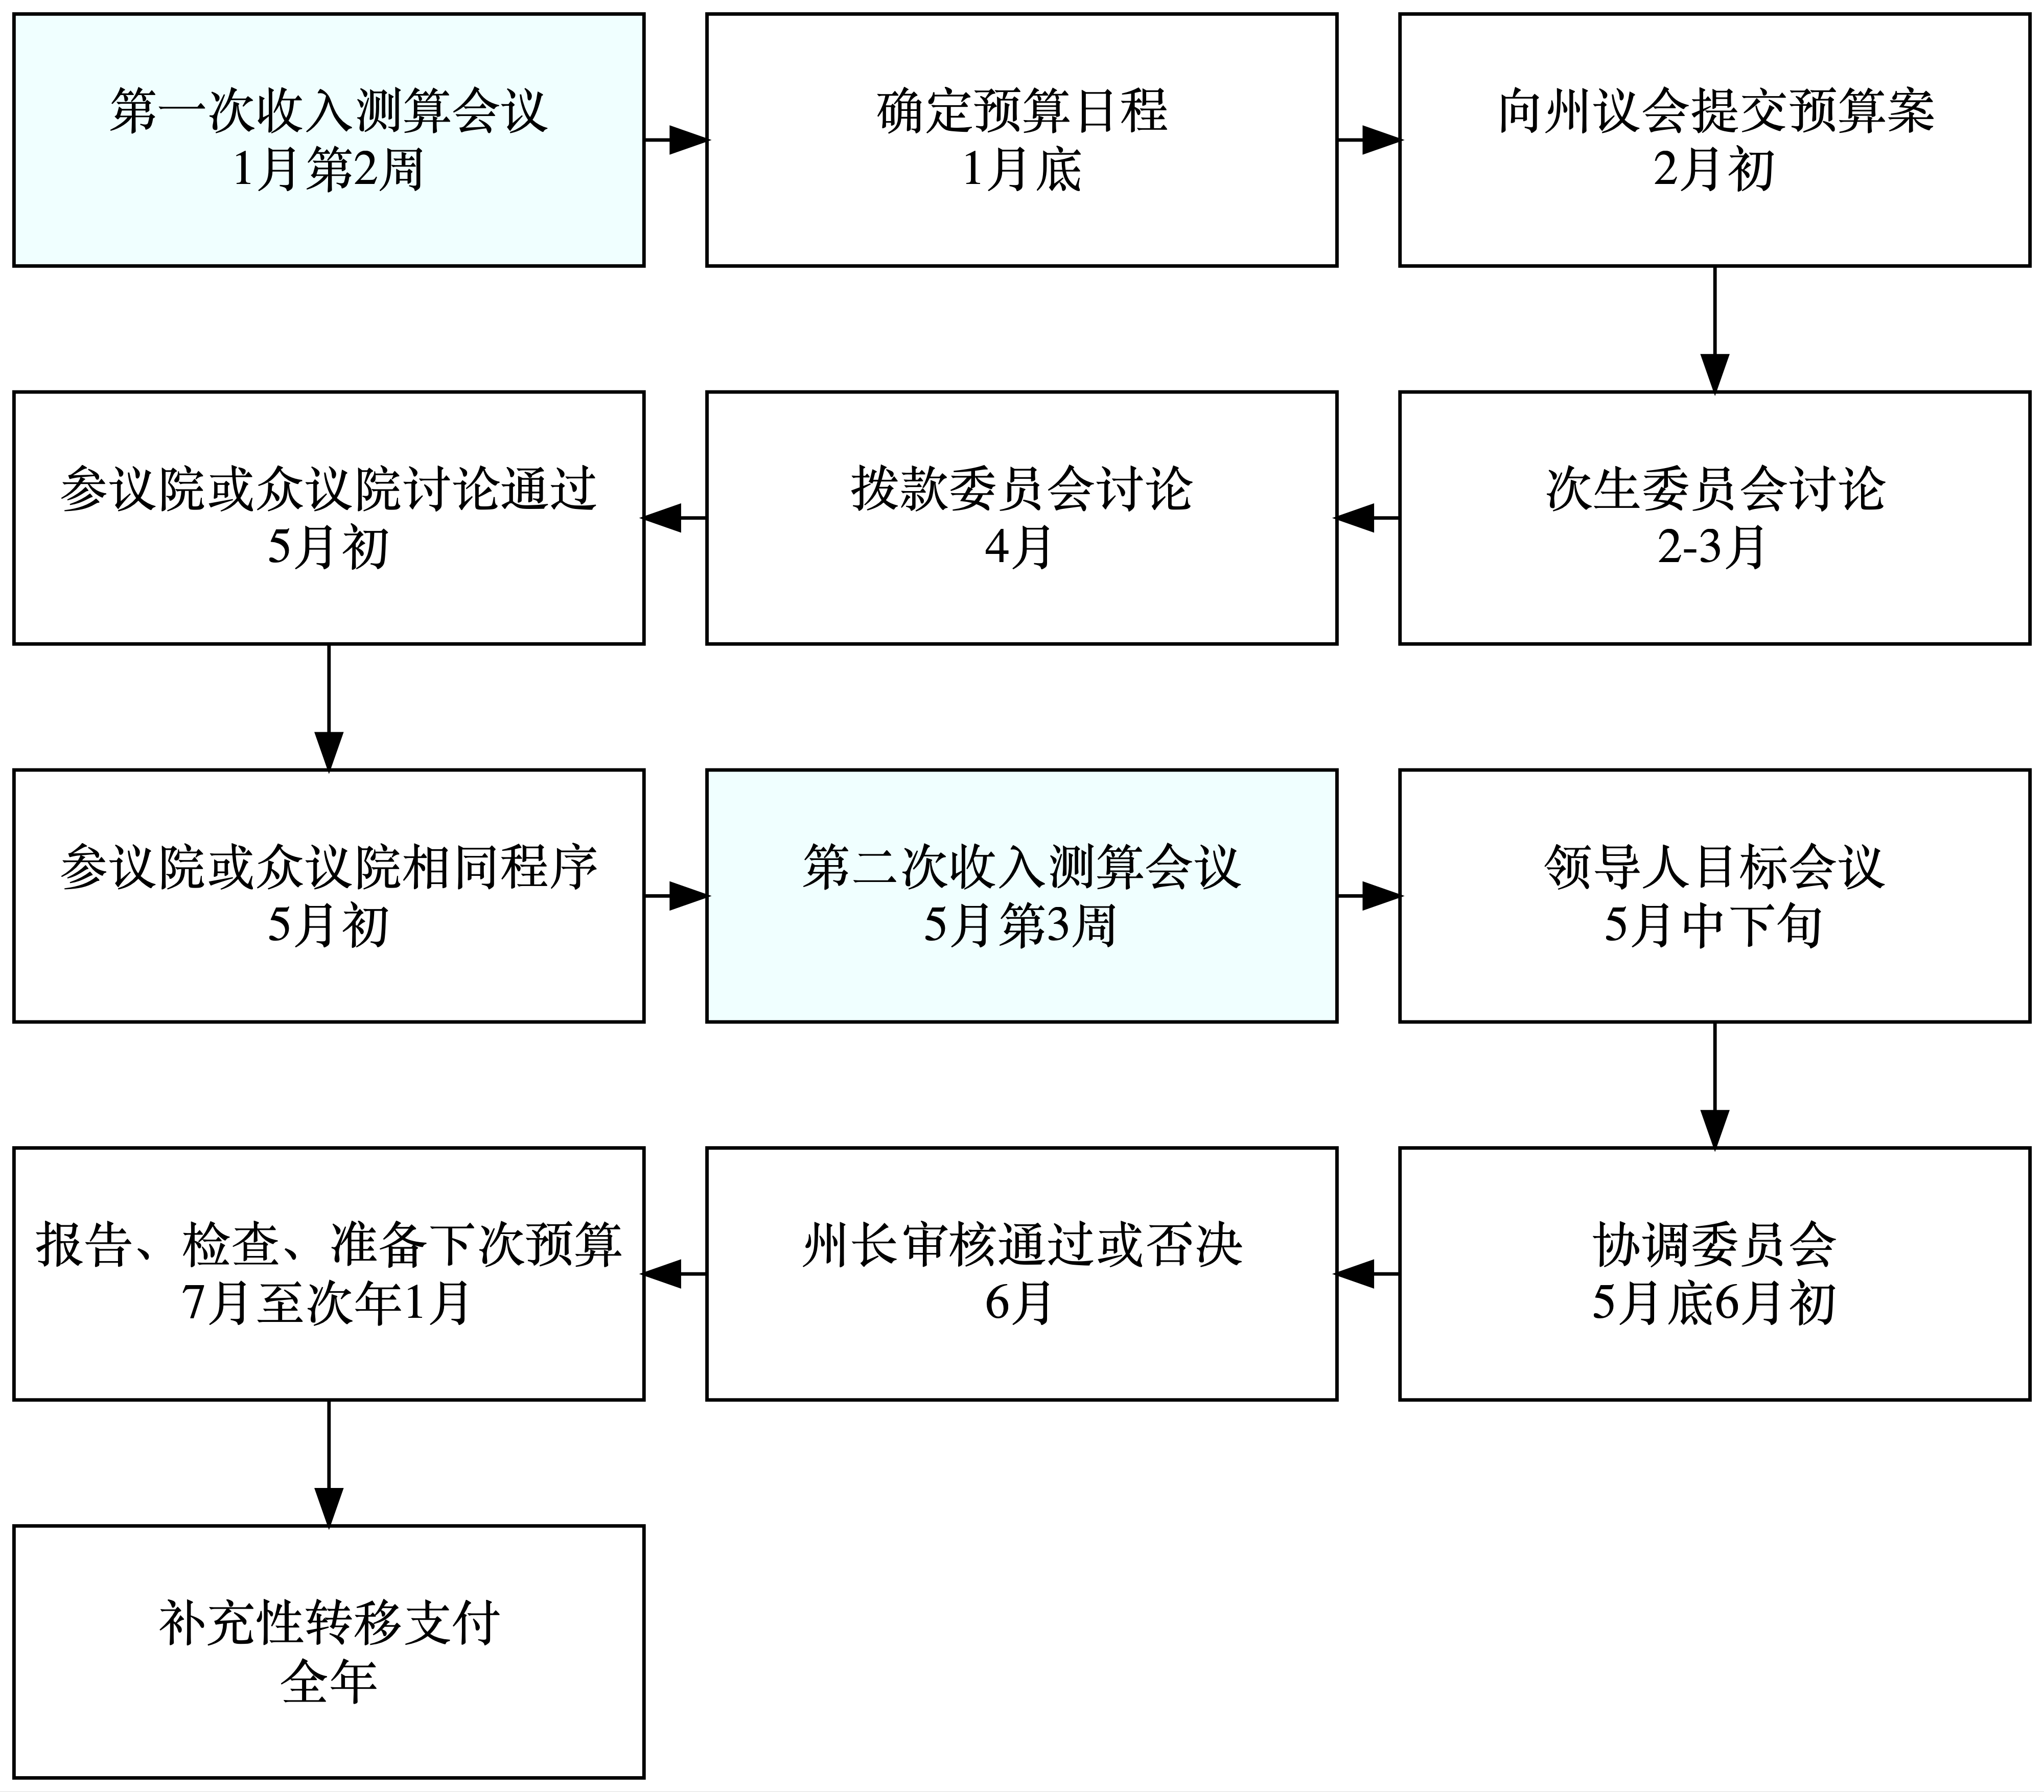 第一次收入测算会议
1月第2周
确定预算日程
1月底
向州议会提交预算案
2月初
次生委员会讨论
2-3月
拨款委员会讨论
4月
参议院或众议院讨论通过
5月初
参议院或众议院相同程序
5月初
第二次收入测算会议
5月第3周
领导人目标会议
5月中下旬
协调委员会
5月底6月初
州长审核通过或否决
6月
报告、检查、准备下次预算
7月至次年1月
补充性转移支付
全年